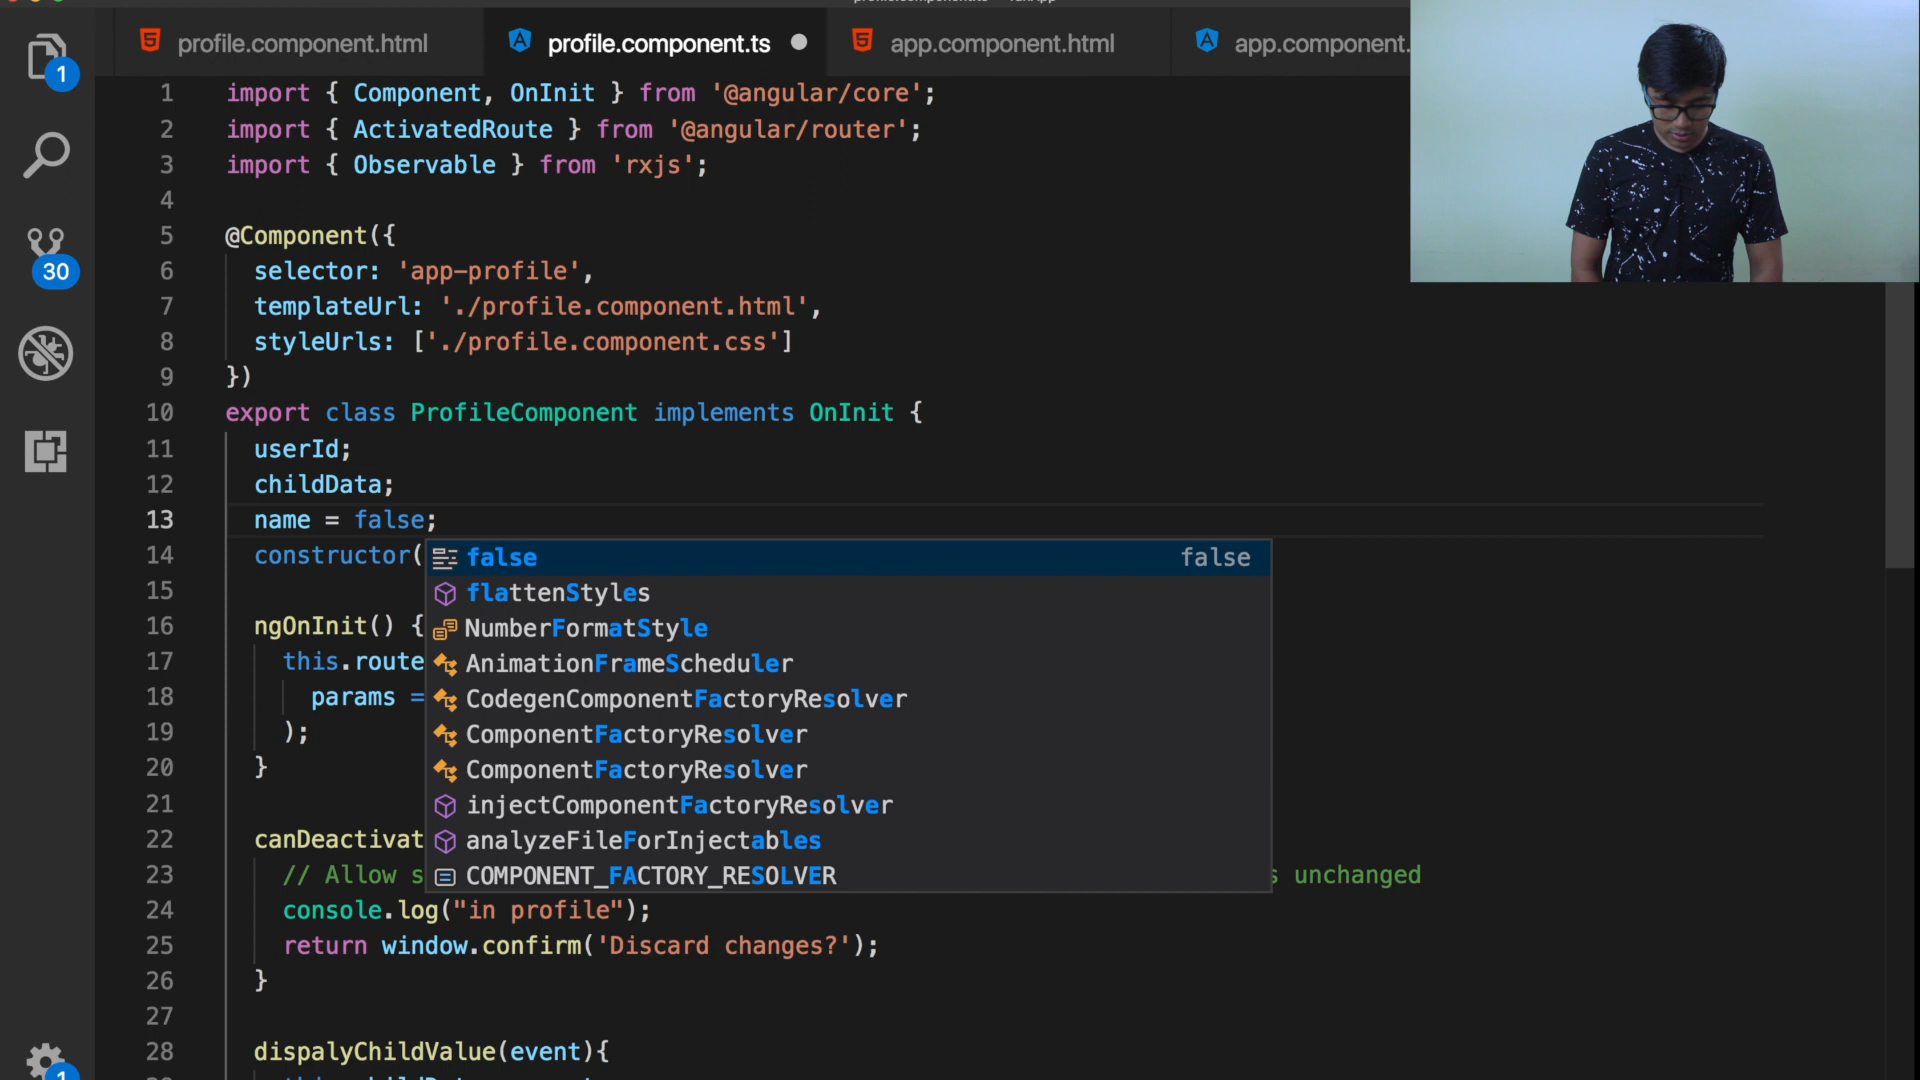 profile.component.html
profile.component.ts
app.component.html
app.component.
1
30
1
1 import { Component, OnInit } from '@angular/core';
2 import { ActivatedRoute } from '@angular/router';
3 import { Observable } from 'rxjs';
4
5 @Component({
6 selector: 'app-profile',
7 templateUrl: './profile.component.html',
8 styleUrls: ['./profile.component.css']
9 })
10 export class ProfileComponent implements OnInit {
11 userId;
12 childData;
13 name = false;
14 constructor(
false false
15
flattenStyles
16 ngOnInit() {
NumberFormatStyle
17 this.route
AnimationFrameScheduler
18 params =
CodegenComponentFactoryResolver
19 );
ComponentFactoryResolver
20 }
ComponentFactoryResolver
21
injectComponentFactoryResolver
22 canDeactivat
analyzeFileForInjectables
23 // Allow s
COMPONENT_FACTORY_RESOLVER
s unchanged
24 console.log("in profile");
25 return window.confirm('Discard changes?');
26 }
27
28 dispalyChildValue(event){